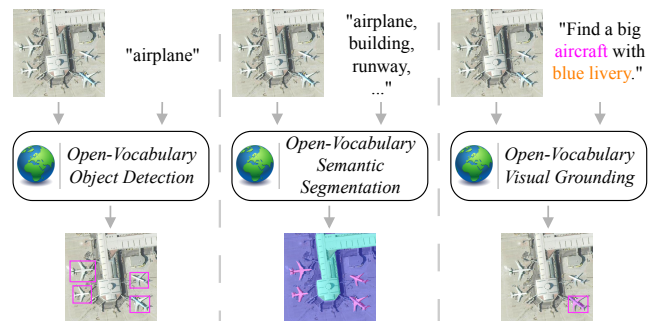 "airplane"
Open-Vocabulary
Object Detection
"airplane,
building,
runway,
..."
Open-Vocabulary
Semantic
Segmentation
"Find a big
aircraft with
blue livery."
Open-Vocabulary
Visual Grounding